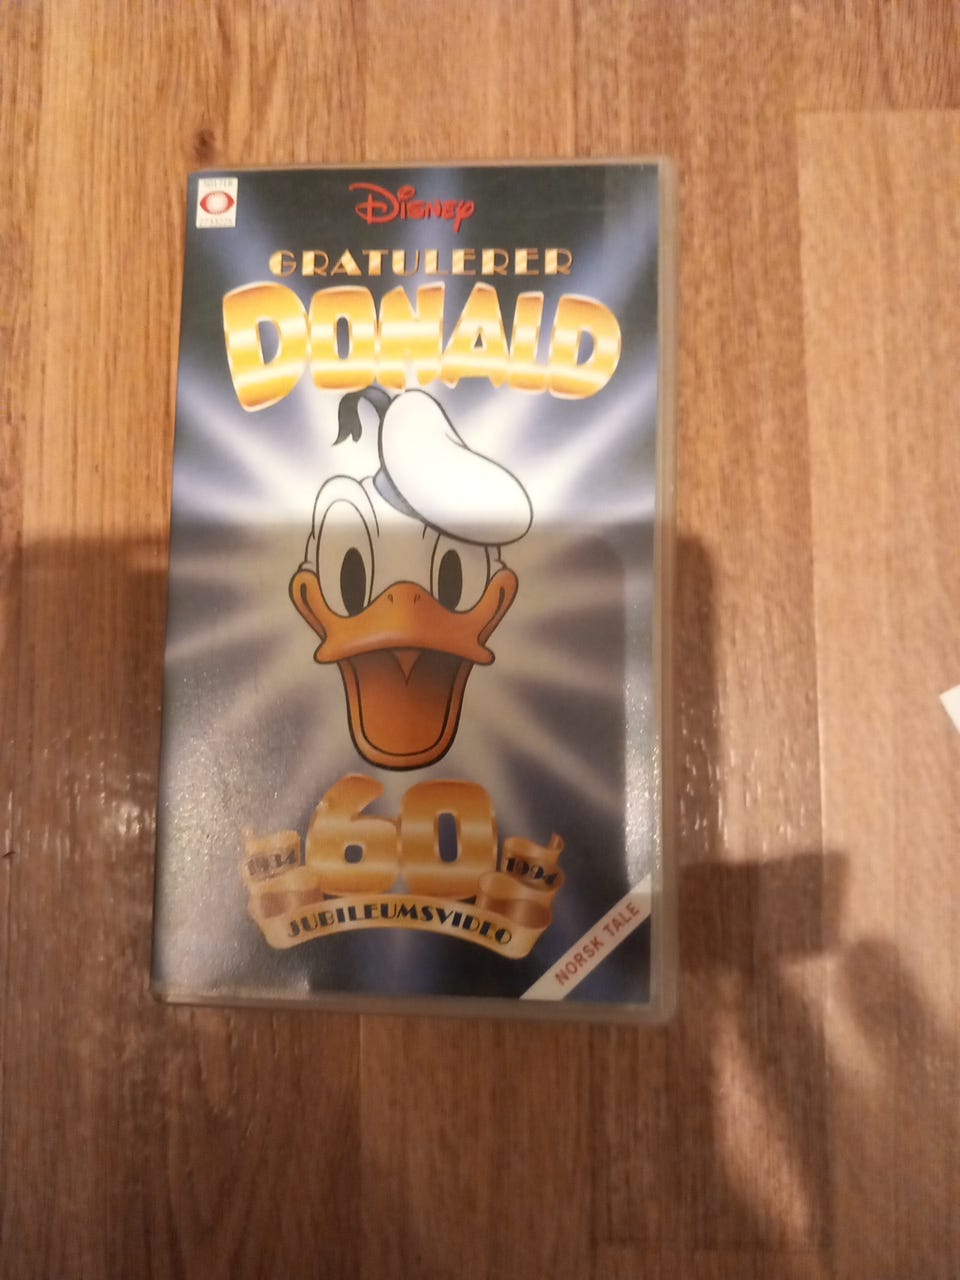 Disney
GRATULERER
DONALD
60
1934
1994
JUBILEUMSVIDEO
NORSK TALE